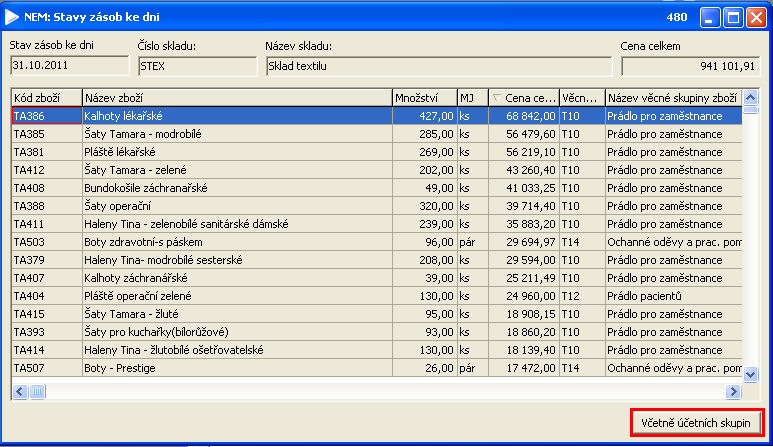 NEM: Stavy zásob ke dni 480
Stav zásob ke dni Číslo skladu: Název skladu: Cena celkem
31.10.2011 STEX Sklad textilu 941 101,91
Kód zboží Název zboží Množství MJ Cena ce... Věcn... Název věcné skupiny zboží
TA386 Kalhoty lékařské 427,00 ks 68 842,00 T10 Prádlo pro zaměstnance
TA385 Šaty Tamara - modrobílé 285,00 ks 56 479,60 T10 Prádlo pro zaměstnance
TA381 Pláště lékařské 269,00 ks 56 219,10 T10 Prádlo pro zaměstnance
TA412 Šaty Tamara - zelené 202,00 ks 43 260,40 T10 Prádlo pro zaměstnance
TA408 Bundokošile záchranařské 49,00 ks 41 033,25 T10 Prádlo pro zaměstnance
TA388 Šaty operační 320,00 ks 39 714,40 T10 Prádlo pro zaměstnance
TA411 Haleny Tina - zelenobílé sanitárské dámské 239,00 ks 35 883,20 T10 Prádlo pro zaměstnance
TA503 Boty zdravotní-s páskem 96,00 pár 29 694,97 T14 Ochanné oděvy a prac. pom
TA379 Haleny Tina- modrobílé sesterské 208,00 ks 29 594,00 T10 Prádlo pro zaměstnance
TA407 Kalhoty záchranářské 39,00 ks 25 211,49 T10 Prádlo pro zaměstnance
TA404 Pláště operační zelené 130,00 ks 24 960,00 T12 Prádlo pacientů
TA415 Šaty Tamara - žluté 95,00 ks 18 908,15 T10 Prádlo pro zaměstnance
TA393 Šaty pro kuchařky(bílorůžové) 93,00 ks 18 860,20 T10 Prádlo pro zaměstnance
TA414 Haleny Tina - žlutobílé ošetřovatelské 130,00 ks 18 139,40 T10 Prádlo pro zaměstnance
TA507 Boty - Prestige 26,00 pár 17 472,00 T14 Ochanné oděvy a prac. pom
Včetně účetních skupin